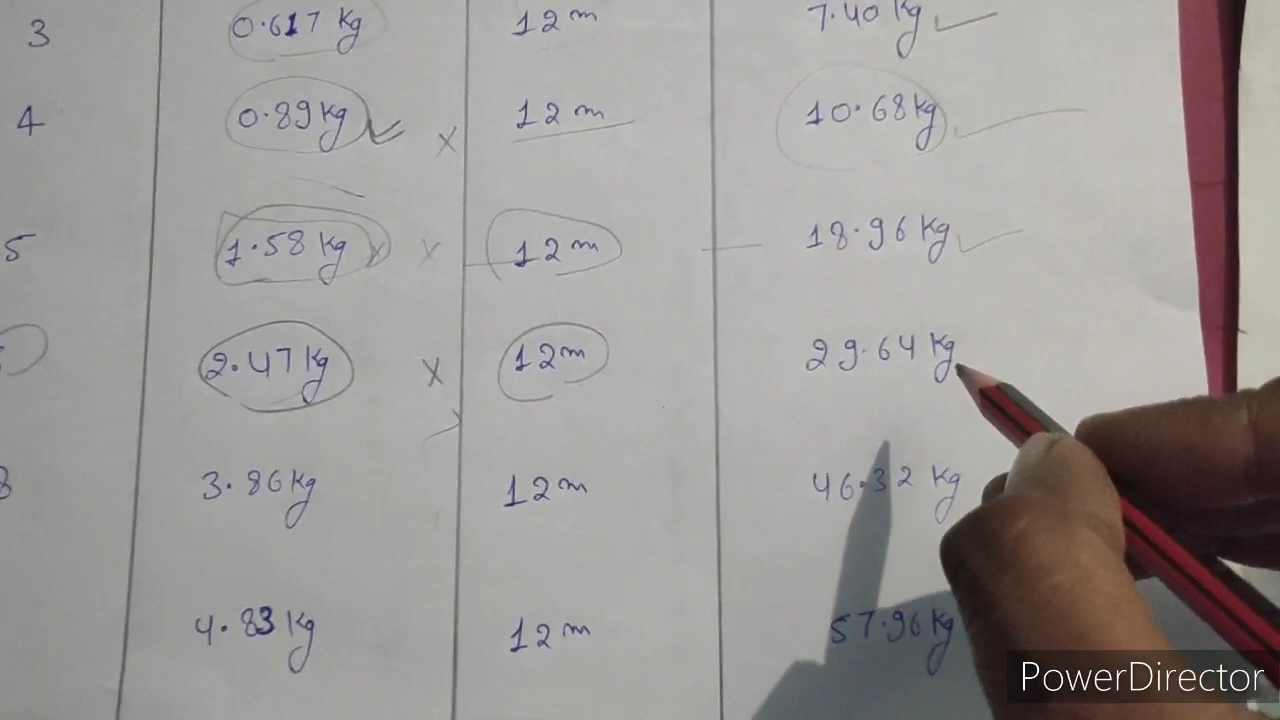 3 0.617 kg 12 m 7.40 kg
4 0.89 kg x 12 m 10.68 kg
5 1.58 kg x x 12 m 18.96 kg
2.47 kg x 12 m 29.64 kg
8 3.86 kg 12 m 46.32 kg
4.83 kg 12 m 57.96 kg
PowerDirector